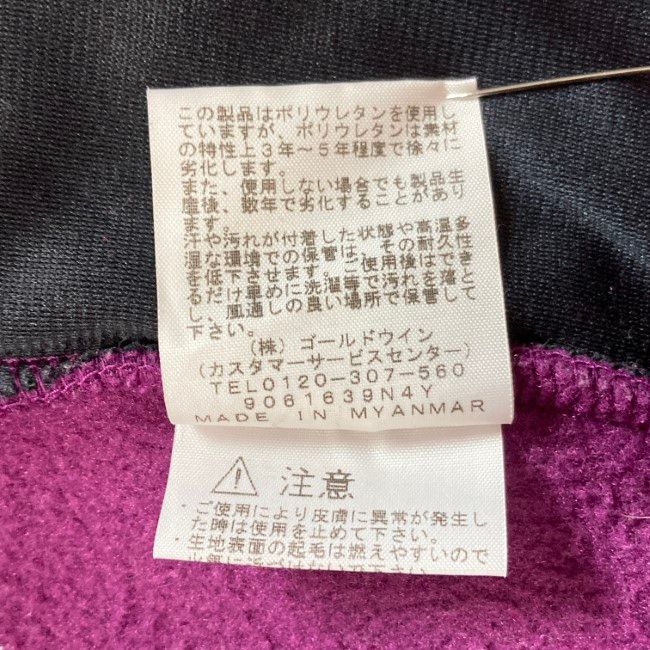 この製品はポリウレタンを使用し
ていますが、ポリウレタンは素材
の特性上3年〜5年程度で徐々に
劣化します。
また、使用しない場合でも製品生
産後、数年で劣化することがあり
ます。
汗や汚れが付着した状態や高温多
湿な環境での保管は、その耐久性
を低下させます。ご使用後はでき
るだけ早めに洗濯等で汚れを落と
し、風通しの良い場所で保管して
下さい。
(株)ゴールドウイン
(カスタマーサービスセンター)
TEL0120-307-560
9061639N4Y
MADE IN MYANMAR
注意
・ご使用により皮膚に異常が発生し
た時は使用を止めて下さい。
・生地表面の起毛は燃えやすいので